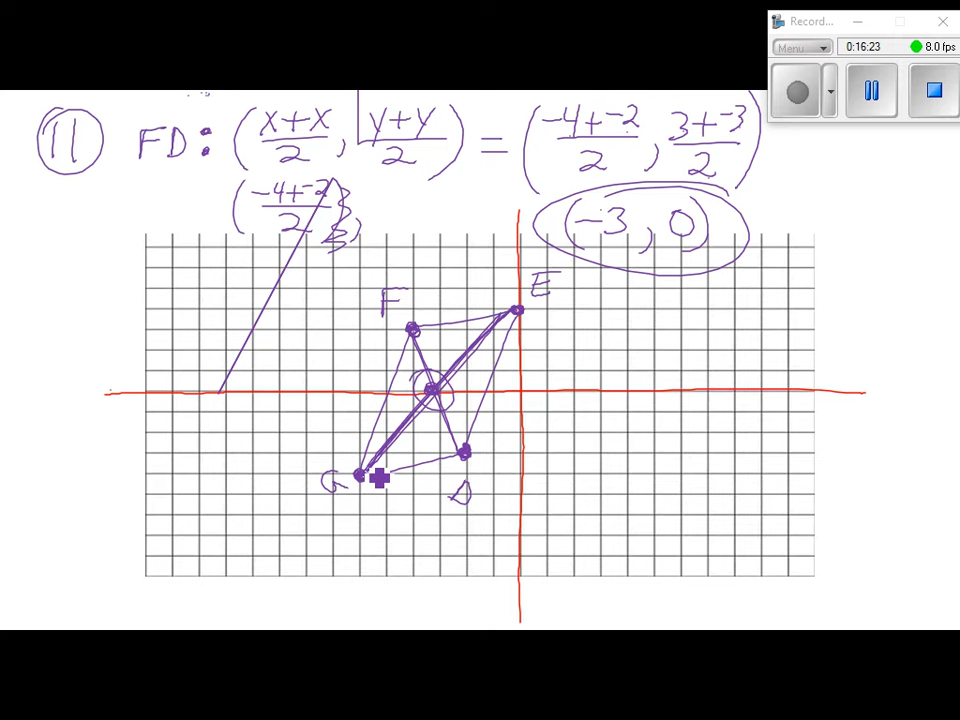 Record...
Menu 0:16:23 8.0 fps
11 FD: (x+x/2, y+y/2) = (-4+-2/2, 3+-3/2)
(-4+-2/2,
(-3, 0)
E
F
G
D